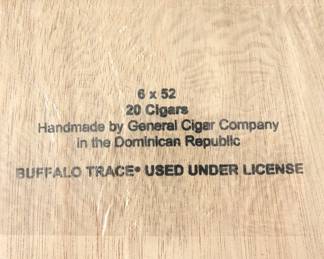 6 x 52
20 Cigars
Handmade by General Cigar Company
in the Dominican Republic
BUFFALO TRACE® USED UNDER LICENSE